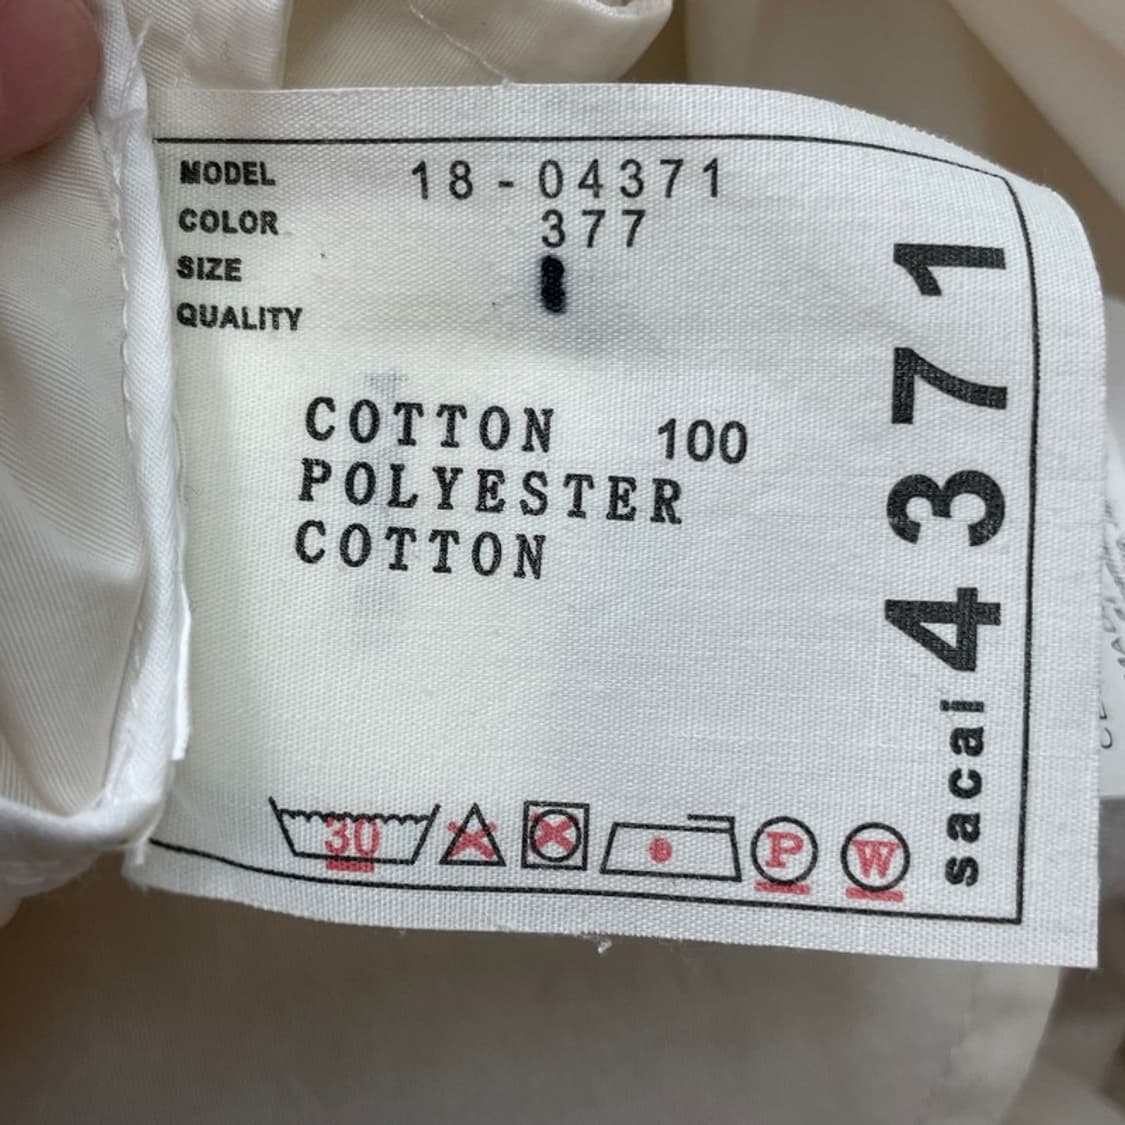 MODEL 18-04371
COLOR 377
SIZE
QUALITY
COTTON 100
POLYESTER
COTTON
30
P
W
sacai 4371